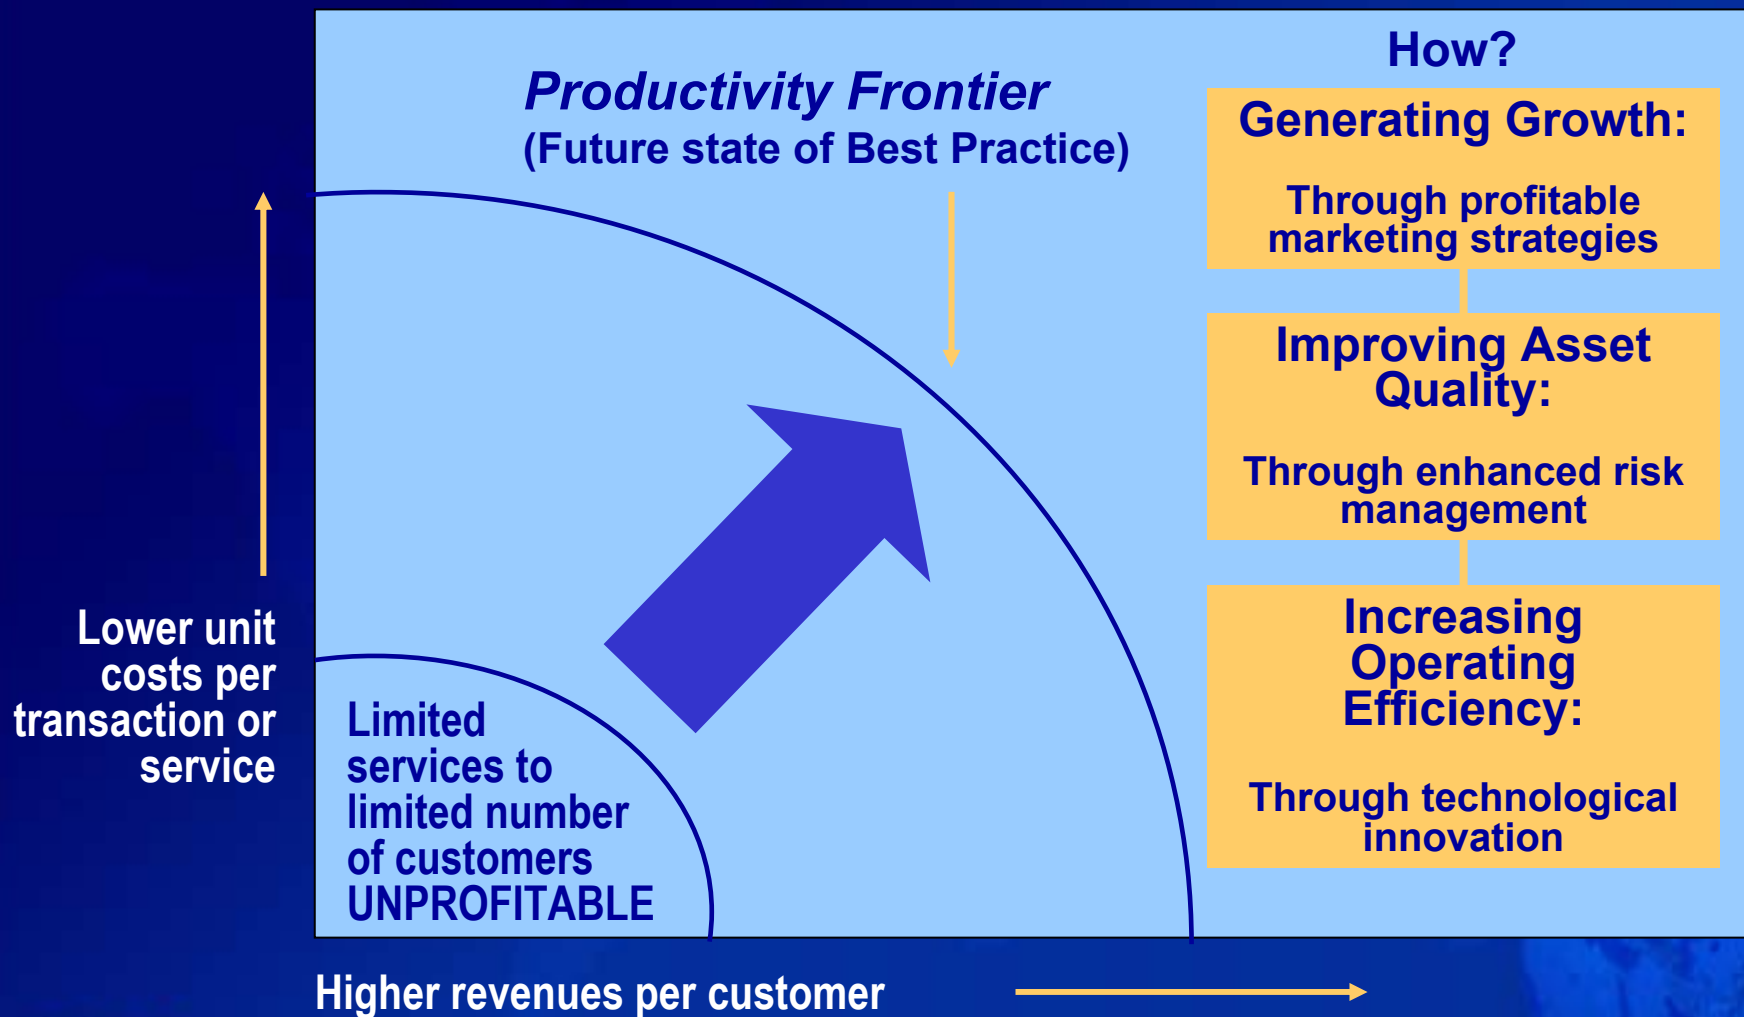 Productivity Frontier
(Future state of Best Practice)
How?
Generating Growth:
Through profitable
marketing strategies
Improving Asset
Quality:
Through enhanced risk
management
Increasing
Operating
Efficiency:
Through technological
innovation
Lower unit
costs per
transaction or
service
Limited
services to
limited number
of customers
UNPROFITABLE
Higher revenues per customer